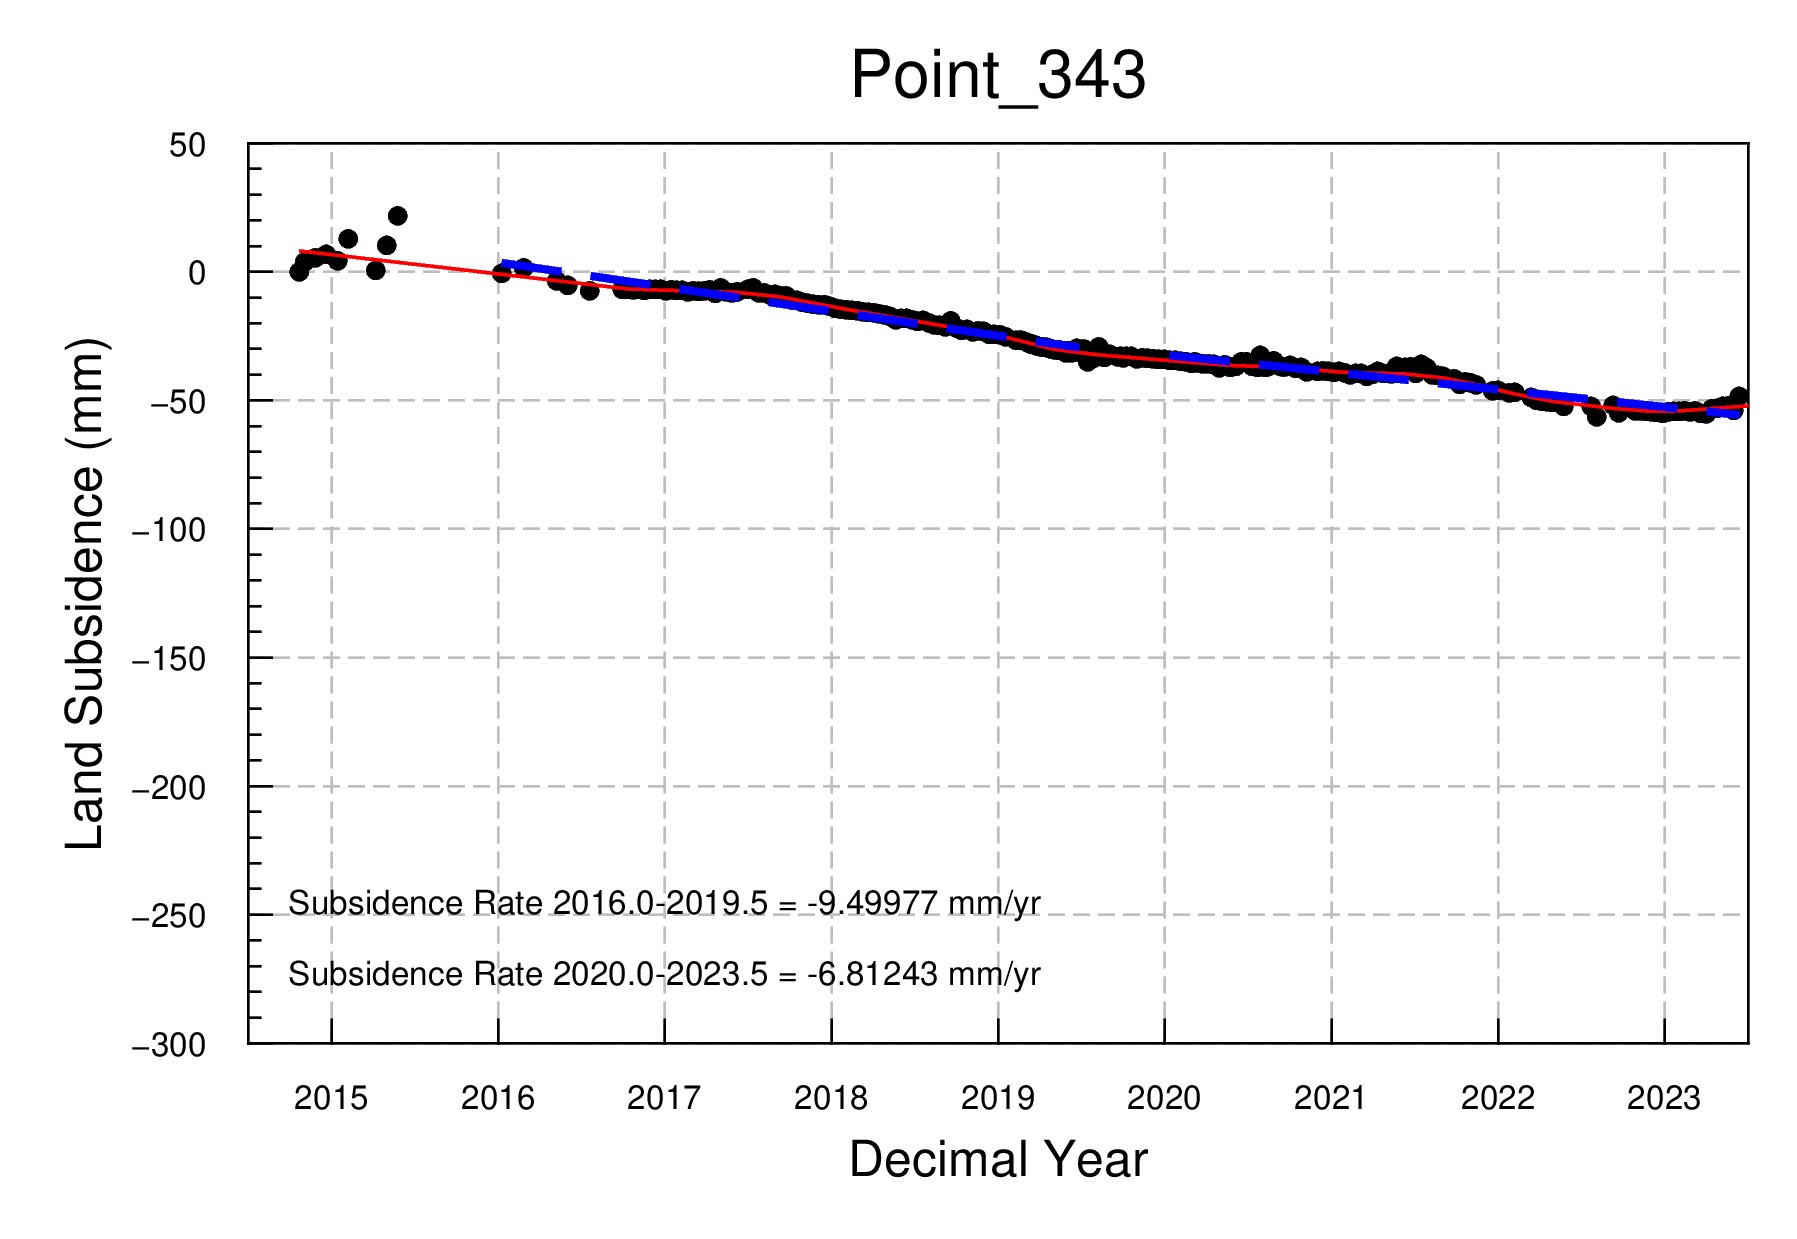 Point_343
50
0
−50
−100
−150
−200
−250
−300
Land Subsidence (mm)
Subsidence Rate 2016.0-2019.5 = -9.49977 mm/yr
Subsidence Rate 2020.0-2023.5 = -6.81243 mm/yr
2015 2016 2017 2018 2019 2020 2021 2022 2023
Decimal Year